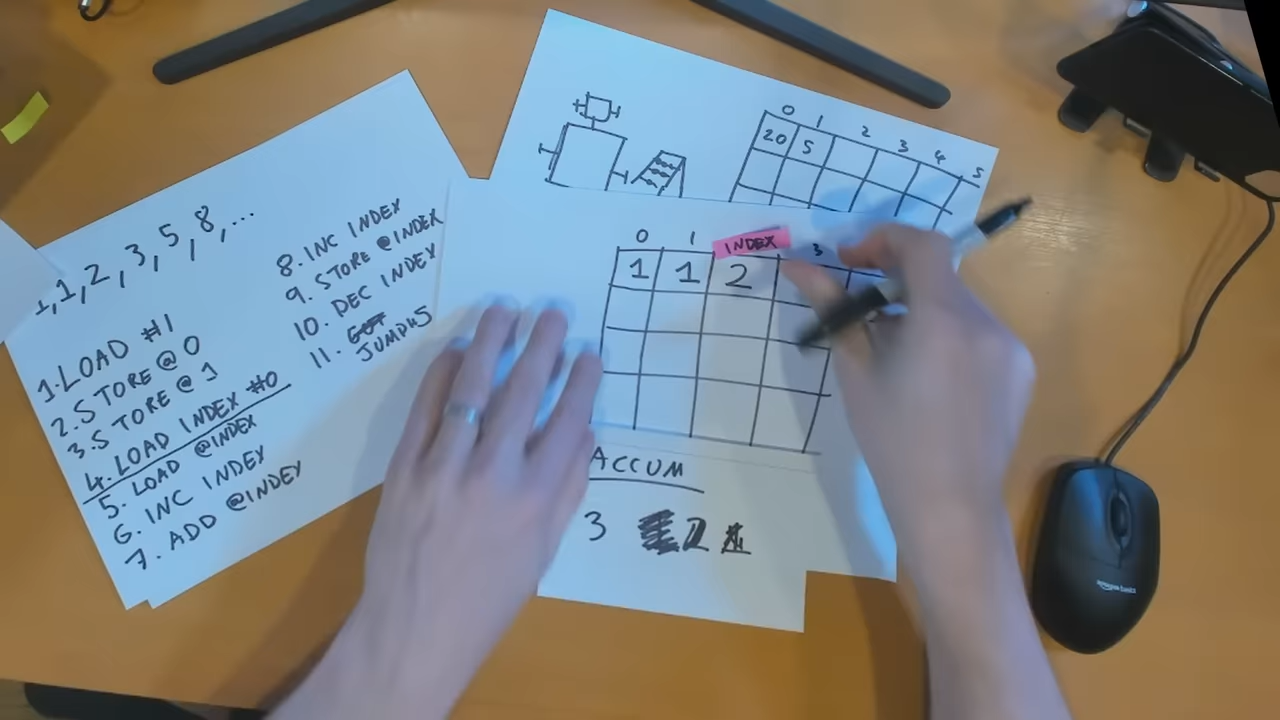 1,1,2,3,5,8,...
1. LOAD #1
2. STORE @ 0
3. STORE @ 1
4. LOAD INDEX #0
5. LOAD @INDEX
6. INC INDEX
7. ADD @INDEX
8. INC INDEX
9. STORE @INDEX
10. DEC INDEX
11.
JUMP#5
0 1 2 3 4 5
20 5
0 1 INDEX 3
1 1 2
ACCUM
3
amazon basics